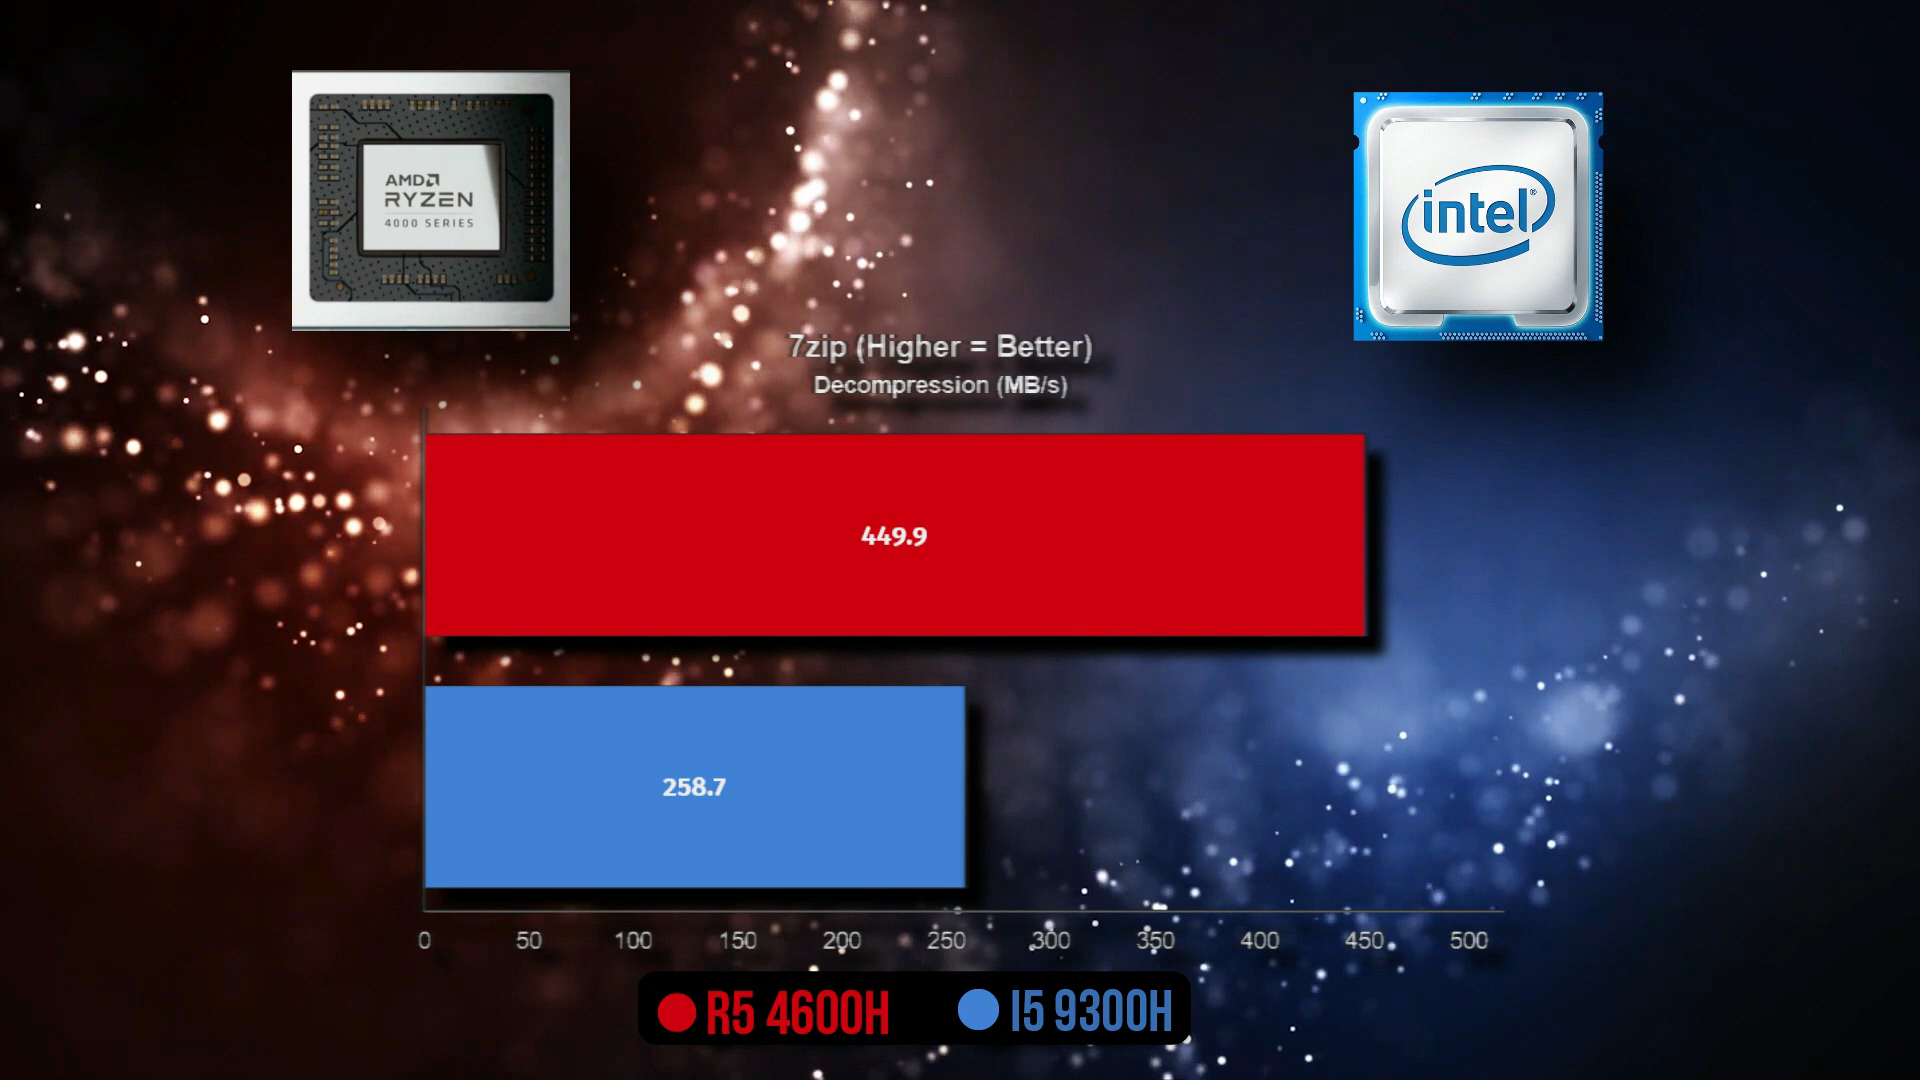 AMD
RYZEN
4000 SERIES
intel®
7zip (Higher = Better)
Decompression (MB/s)
449.9
258.7
0 50 100 150 200 250 300 350 400 450 500
R5 4600H I5 9300H